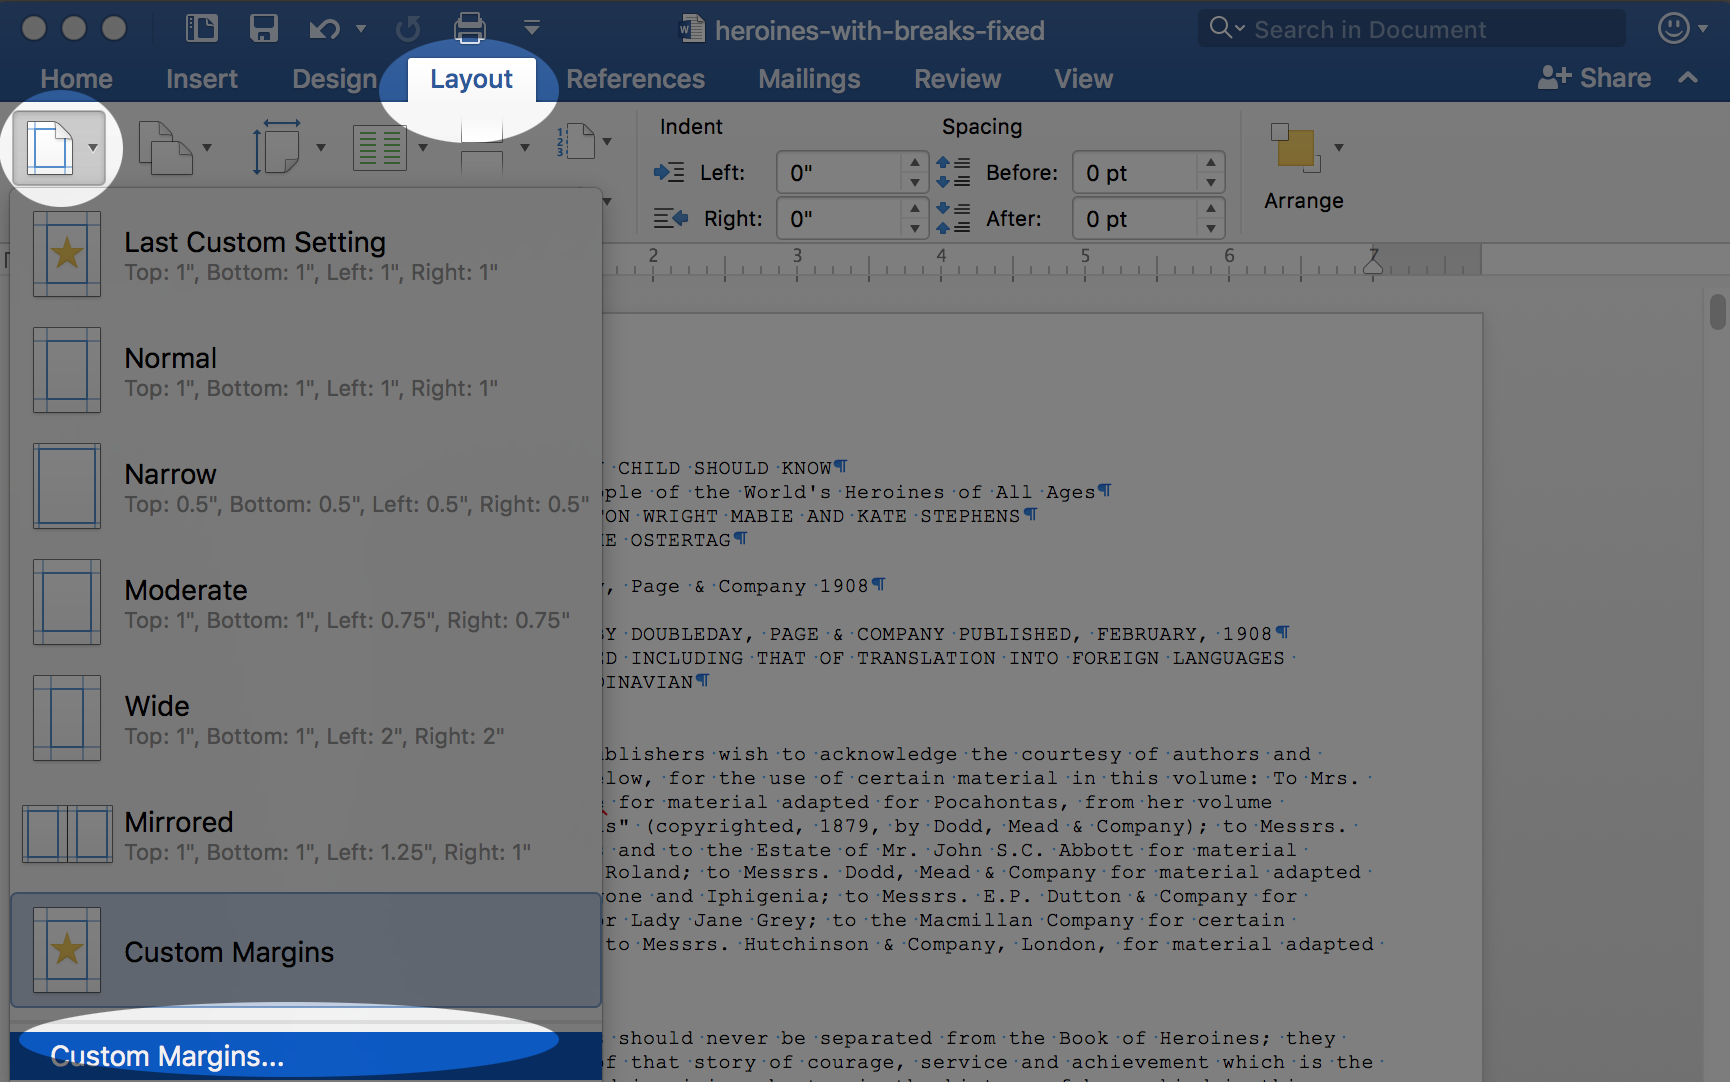 heroines-with-breaks-fixed
Search in Document
Home Insert Design Layout References Mailings Review View Share
Indent Spacing
Left: 0" Before: 0 pt
Right: 0" After: 0 pt
Arrange
2 3 4 5 6 7
Last Custom Setting
Top: 1", Bottom: 1", Left: 1", Right: 1"
Normal
Top: 1", Bottom: 1", Left: 1", Right: 1"
Narrow
Top: 0.5", Bottom: 0.5", Left: 0.5", Right: 0.5"
Moderate
Top: 1", Bottom: 1", Left: 0.75", Right: 0.75"
Wide
Top: 1", Bottom: 1", Left: 2", Right: 2"
Mirrored
Top: 1", Bottom: 1", Left: 1.25", Right: 1"
Custom Margins
Custom Margins...
CHILD SHOULD KNOW¶
ple of the World's Heroines of All Ages¶
ON WRIGHT MABIE AND KATE STEPHENS¶
E OSTERTAG¶
, Page & Company 1908¶
BY DOUBLEDAY, PAGE & COMPANY PUBLISHED, FEBRUARY, 1908¶
ED INCLUDING THAT OF TRANSLATION INTO FOREIGN LANGUAGES
DINAVIAN¶
blishers wish to acknowledge the courtesy of authors and
low, for the use of certain material in this volume: To Mrs.
for material adapted for Pocahontas, from her volume
s" (copyrighted, 1879, by Dodd, Mead & Company); to Messrs.
and to the Estate of Mr. John S.C. Abbott for material
Roland; to Messrs. Dodd, Mead & Company for material adapted
one and Iphigenia; to Messrs. E.P. Dutton & Company for
r Lady Jane Grey; to the Macmillan Company for certain
to Messrs. Hutchinson & Company, London, for material adapted
should never be separated from the Book of Heroines; they
f that story of courage, service and achievement which is the